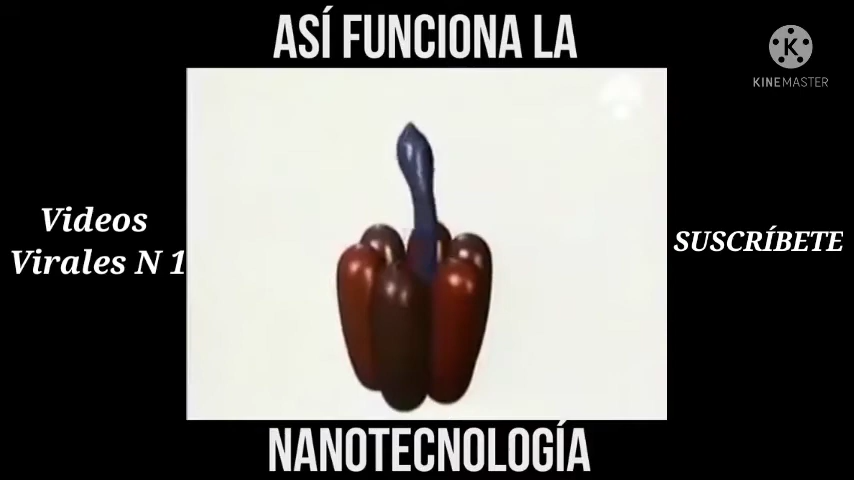 ASÍ FUNCIONA LA
KINEMASTER
Videos
Virales N 1
SUSCRÍBETE
NANOTECNOLOGÍA